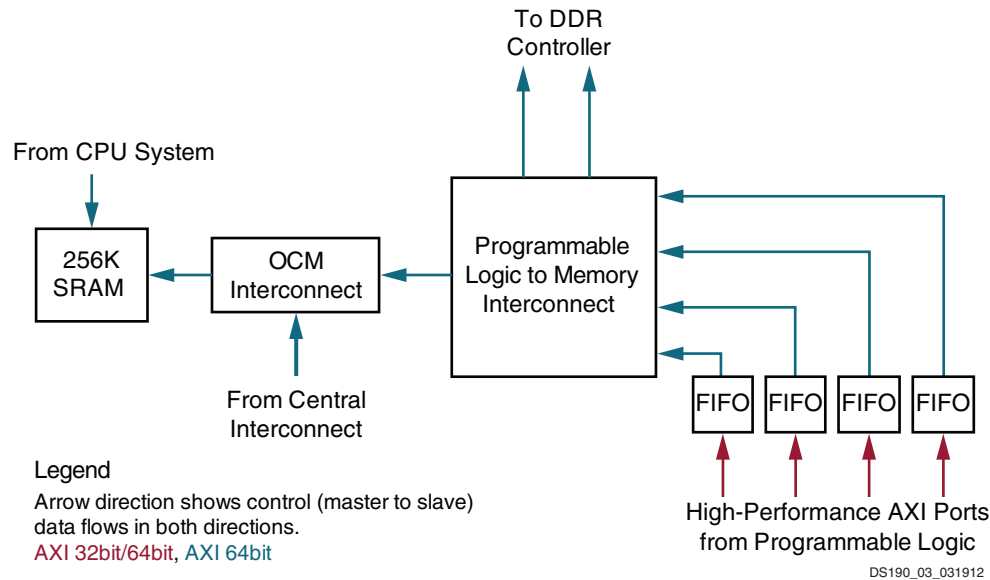 To DDR
Controller
From CPU System
256K
SRAM
OCM
Interconnect
Programmable
Logic to Memory
Interconnect
From Central
Interconnect
FIFO
FIFO
FIFO
FIFO
High-Performance AXI Ports
from Programmable Logic
Legend
Arrow direction shows control (master to slave)
data flows in both directions.
AXI 32bit/64bit, AXI 64bit
DS190_03_031912